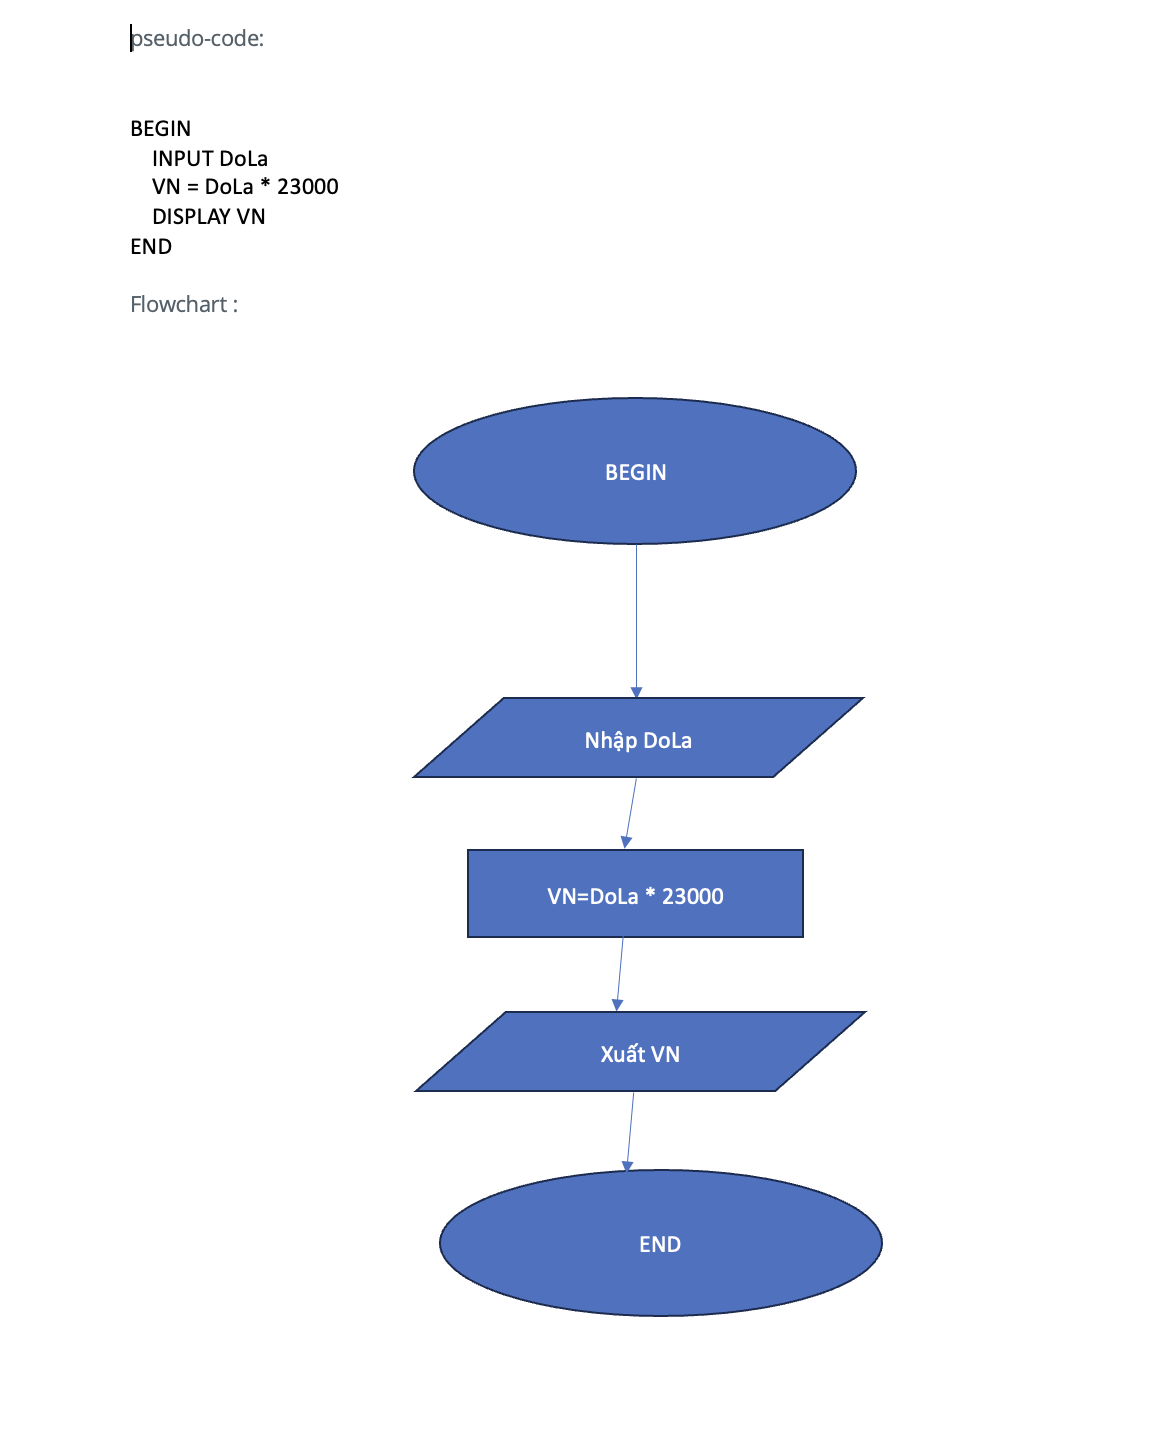 pseudo-code:
BEGIN
INPUT DoLa
VN = DoLa * 23000
DISPLAY VN
END
Flowchart :
BEGIN
Nhập DoLa
VN=DoLa * 23000
Xuất VN
END